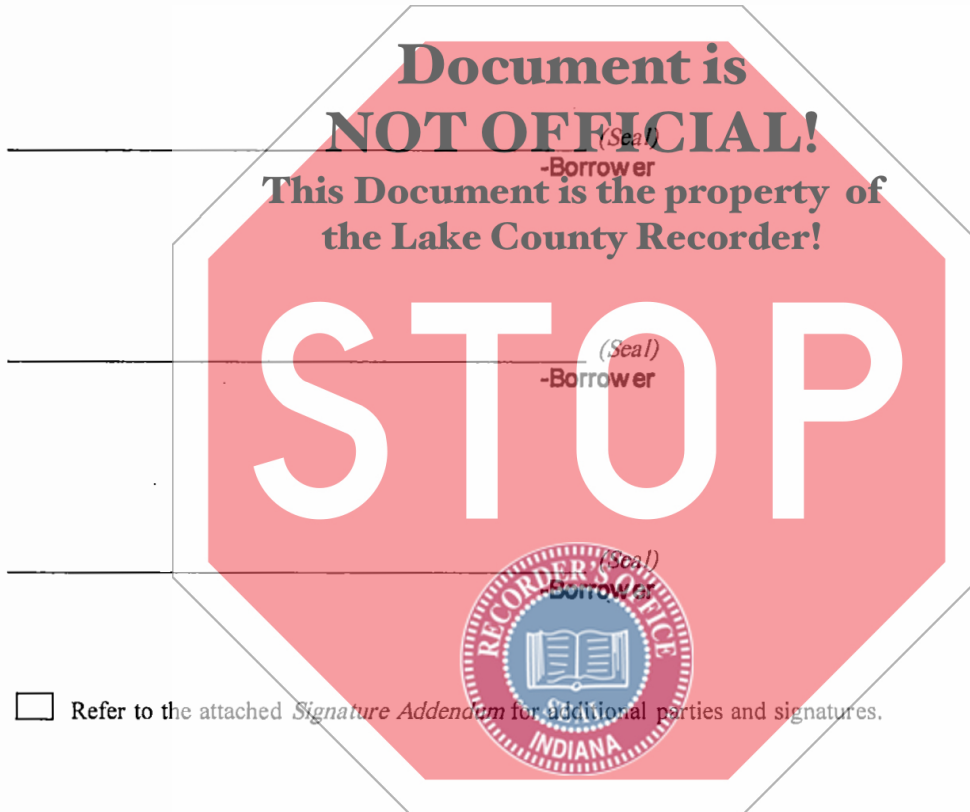 Document is
NOT OFFICIAL!
(Seal)
-Borrower
This Document is the property of
the Lake County Recorder!
STOP
(Seal)
-Borrower
(Seal)
-Borrower
RECORDER'S OFFICE
SEAL
INDIANA
Refer to the attached Signature Addendum for additional parties and signatures.